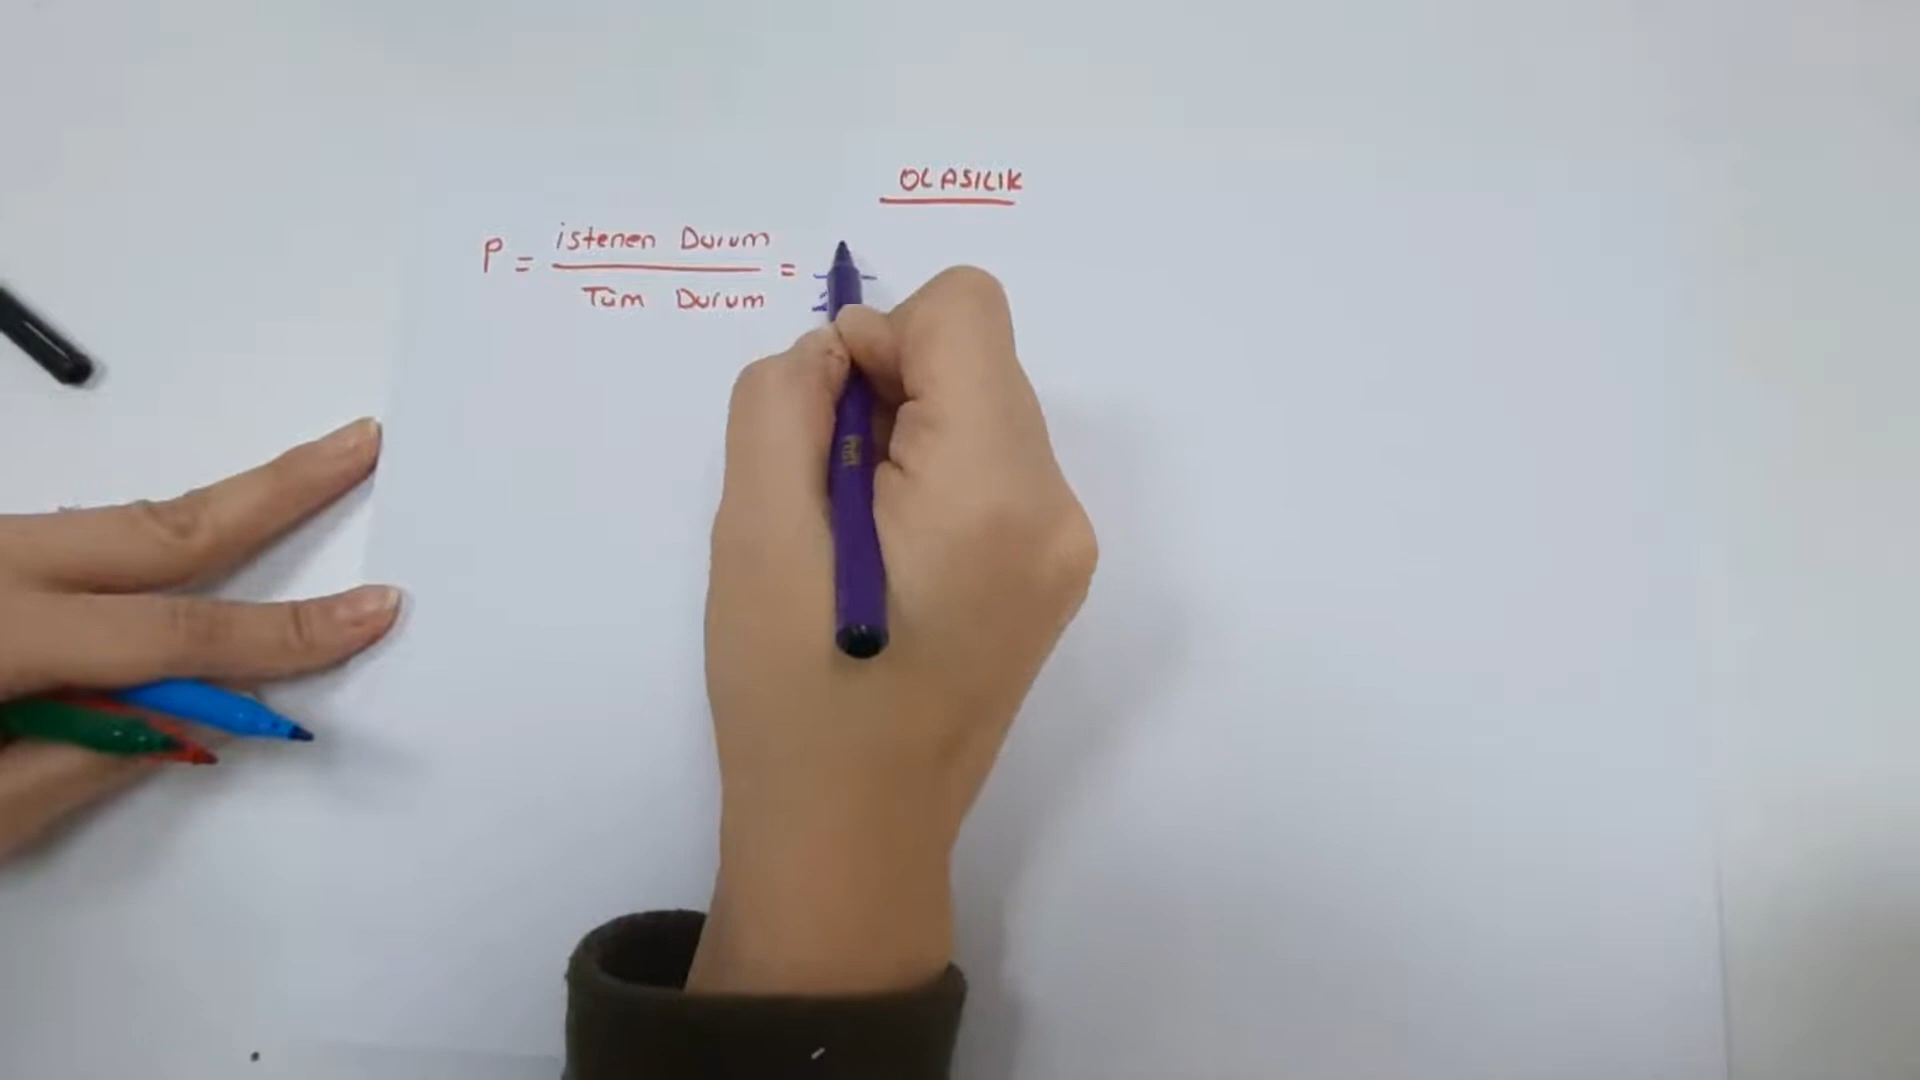 OLASILIK
P = istenen Durum / Tüm Durum =